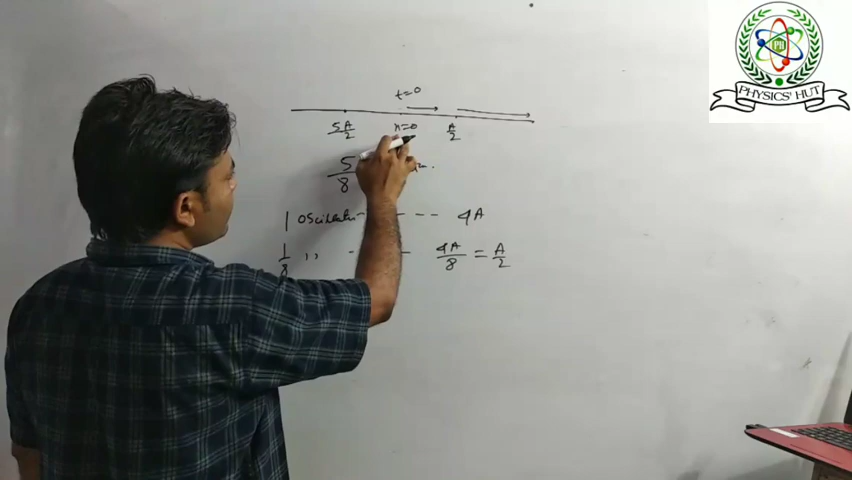 PHYSICS' HUT
t=0
5A/2 x=0 A/2
5/8
1 oscillation ---- 4A
1/8 ,, - - 4A/8 = A/2